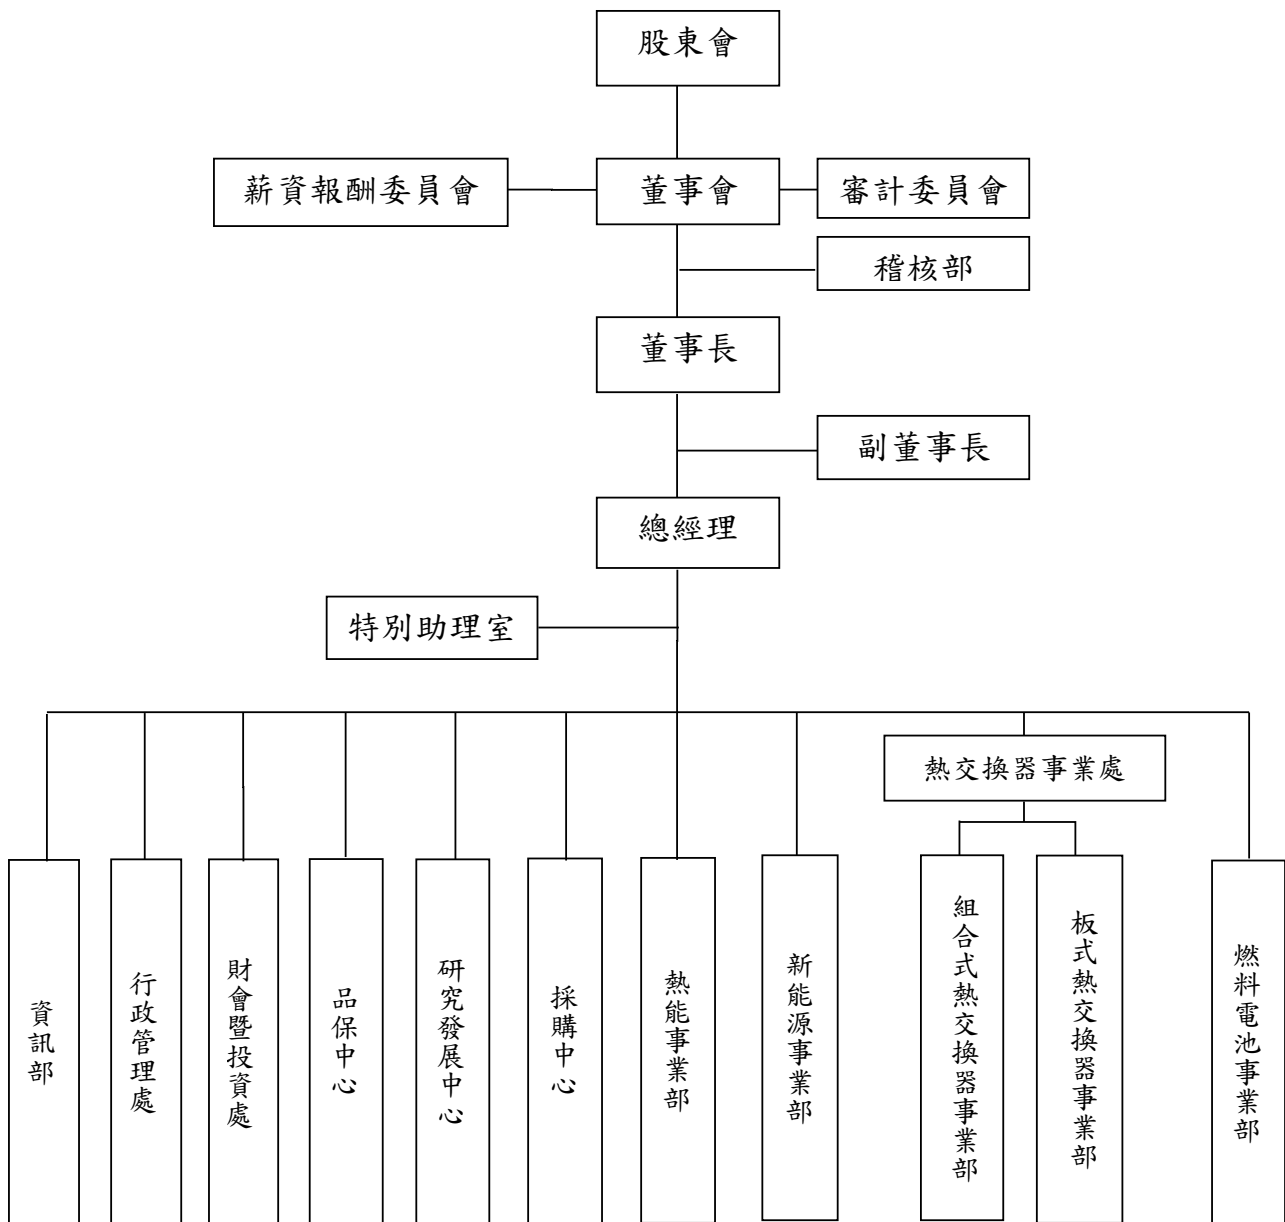 股東會
薪資報酬委員會
董事會
審計委員會
稽核部
董事長
副董事長
總經理
特別助理室
熱交換器事業處
資訊部
行政管理處
財會暨投資處
品保中心
研究發展中心
採購中心
熱能事業部
新能源事業部
組合式熱交換器事業部
板式熱交換器事業部
燃料電池事業部